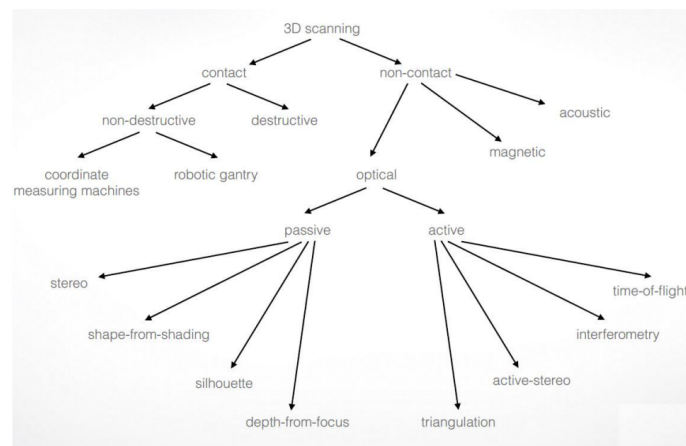 3D scanning
contact
non-contact
non-destructive
destructive
acoustic
magnetic
coordinate
measuring machines
robotic gantry
optical
passive
active
stereo
time-of-flight
shape-from-shading
interferometry
silhouette
active-stereo
depth-from-focus
triangulation